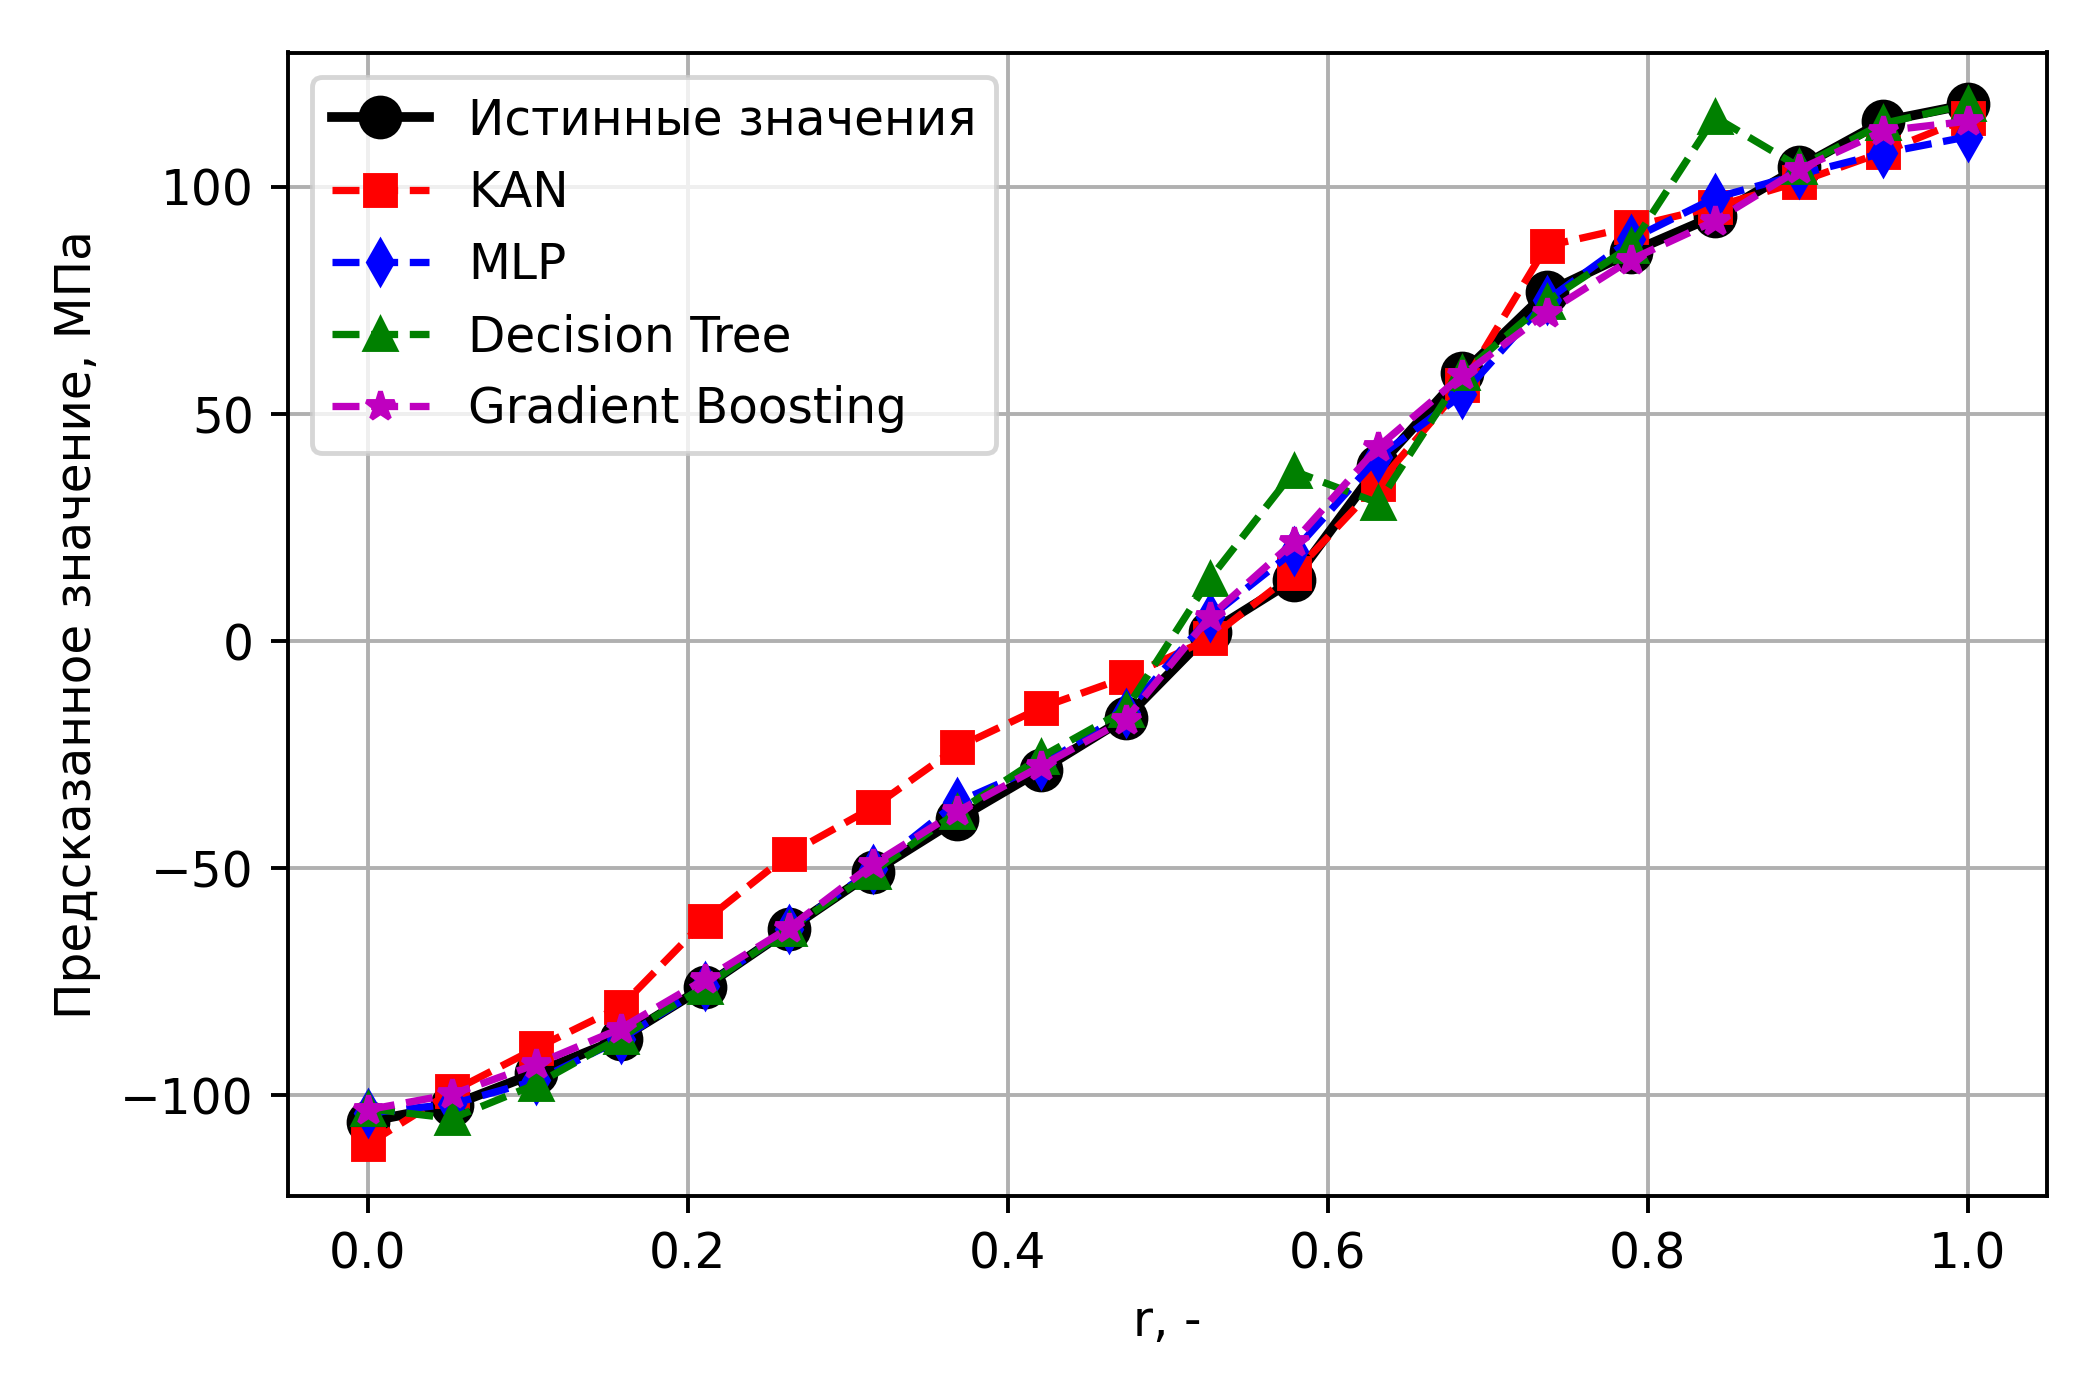 Истинные значения
KAN
MLP
Decision Tree
Gradient Boosting
Предсказанное значение, МПа
100
50
0
−50
−100
0.0 0.2 0.4 0.6 0.8 1.0
r, -